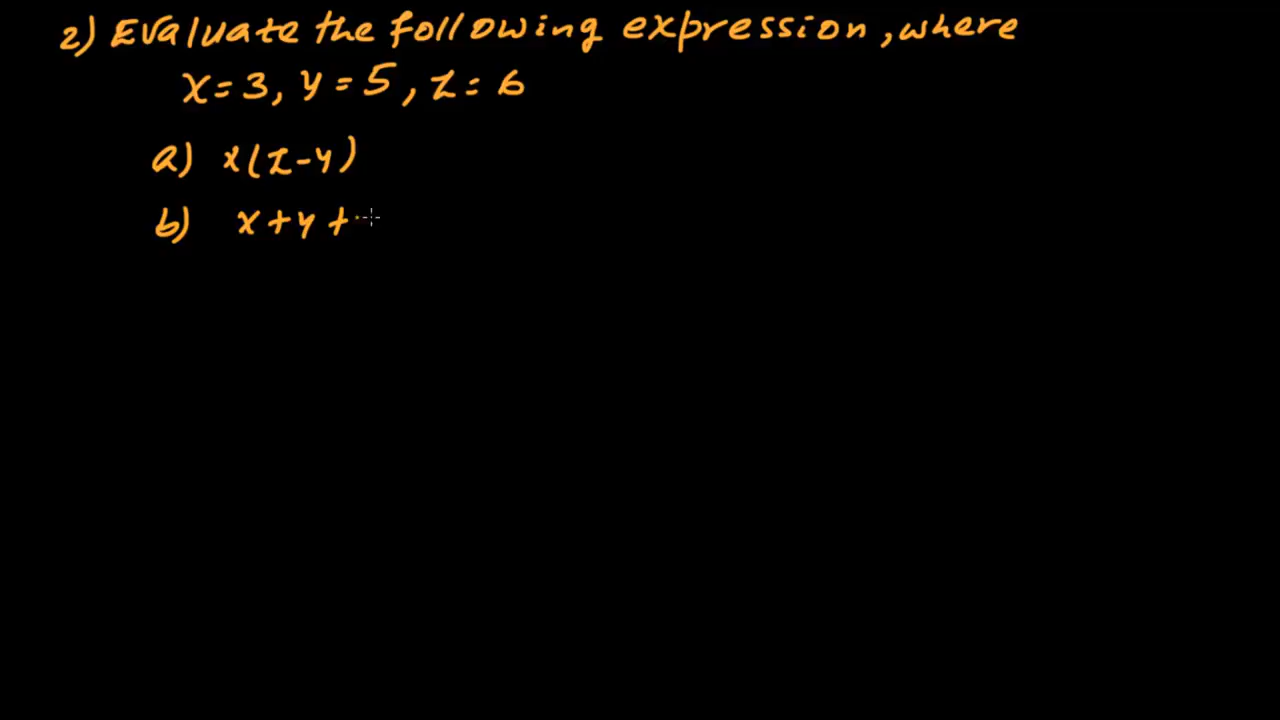 2) Evaluate the following expression, where
x = 3, y = 5, z = 6
a) x(z-y)
b) x+y+